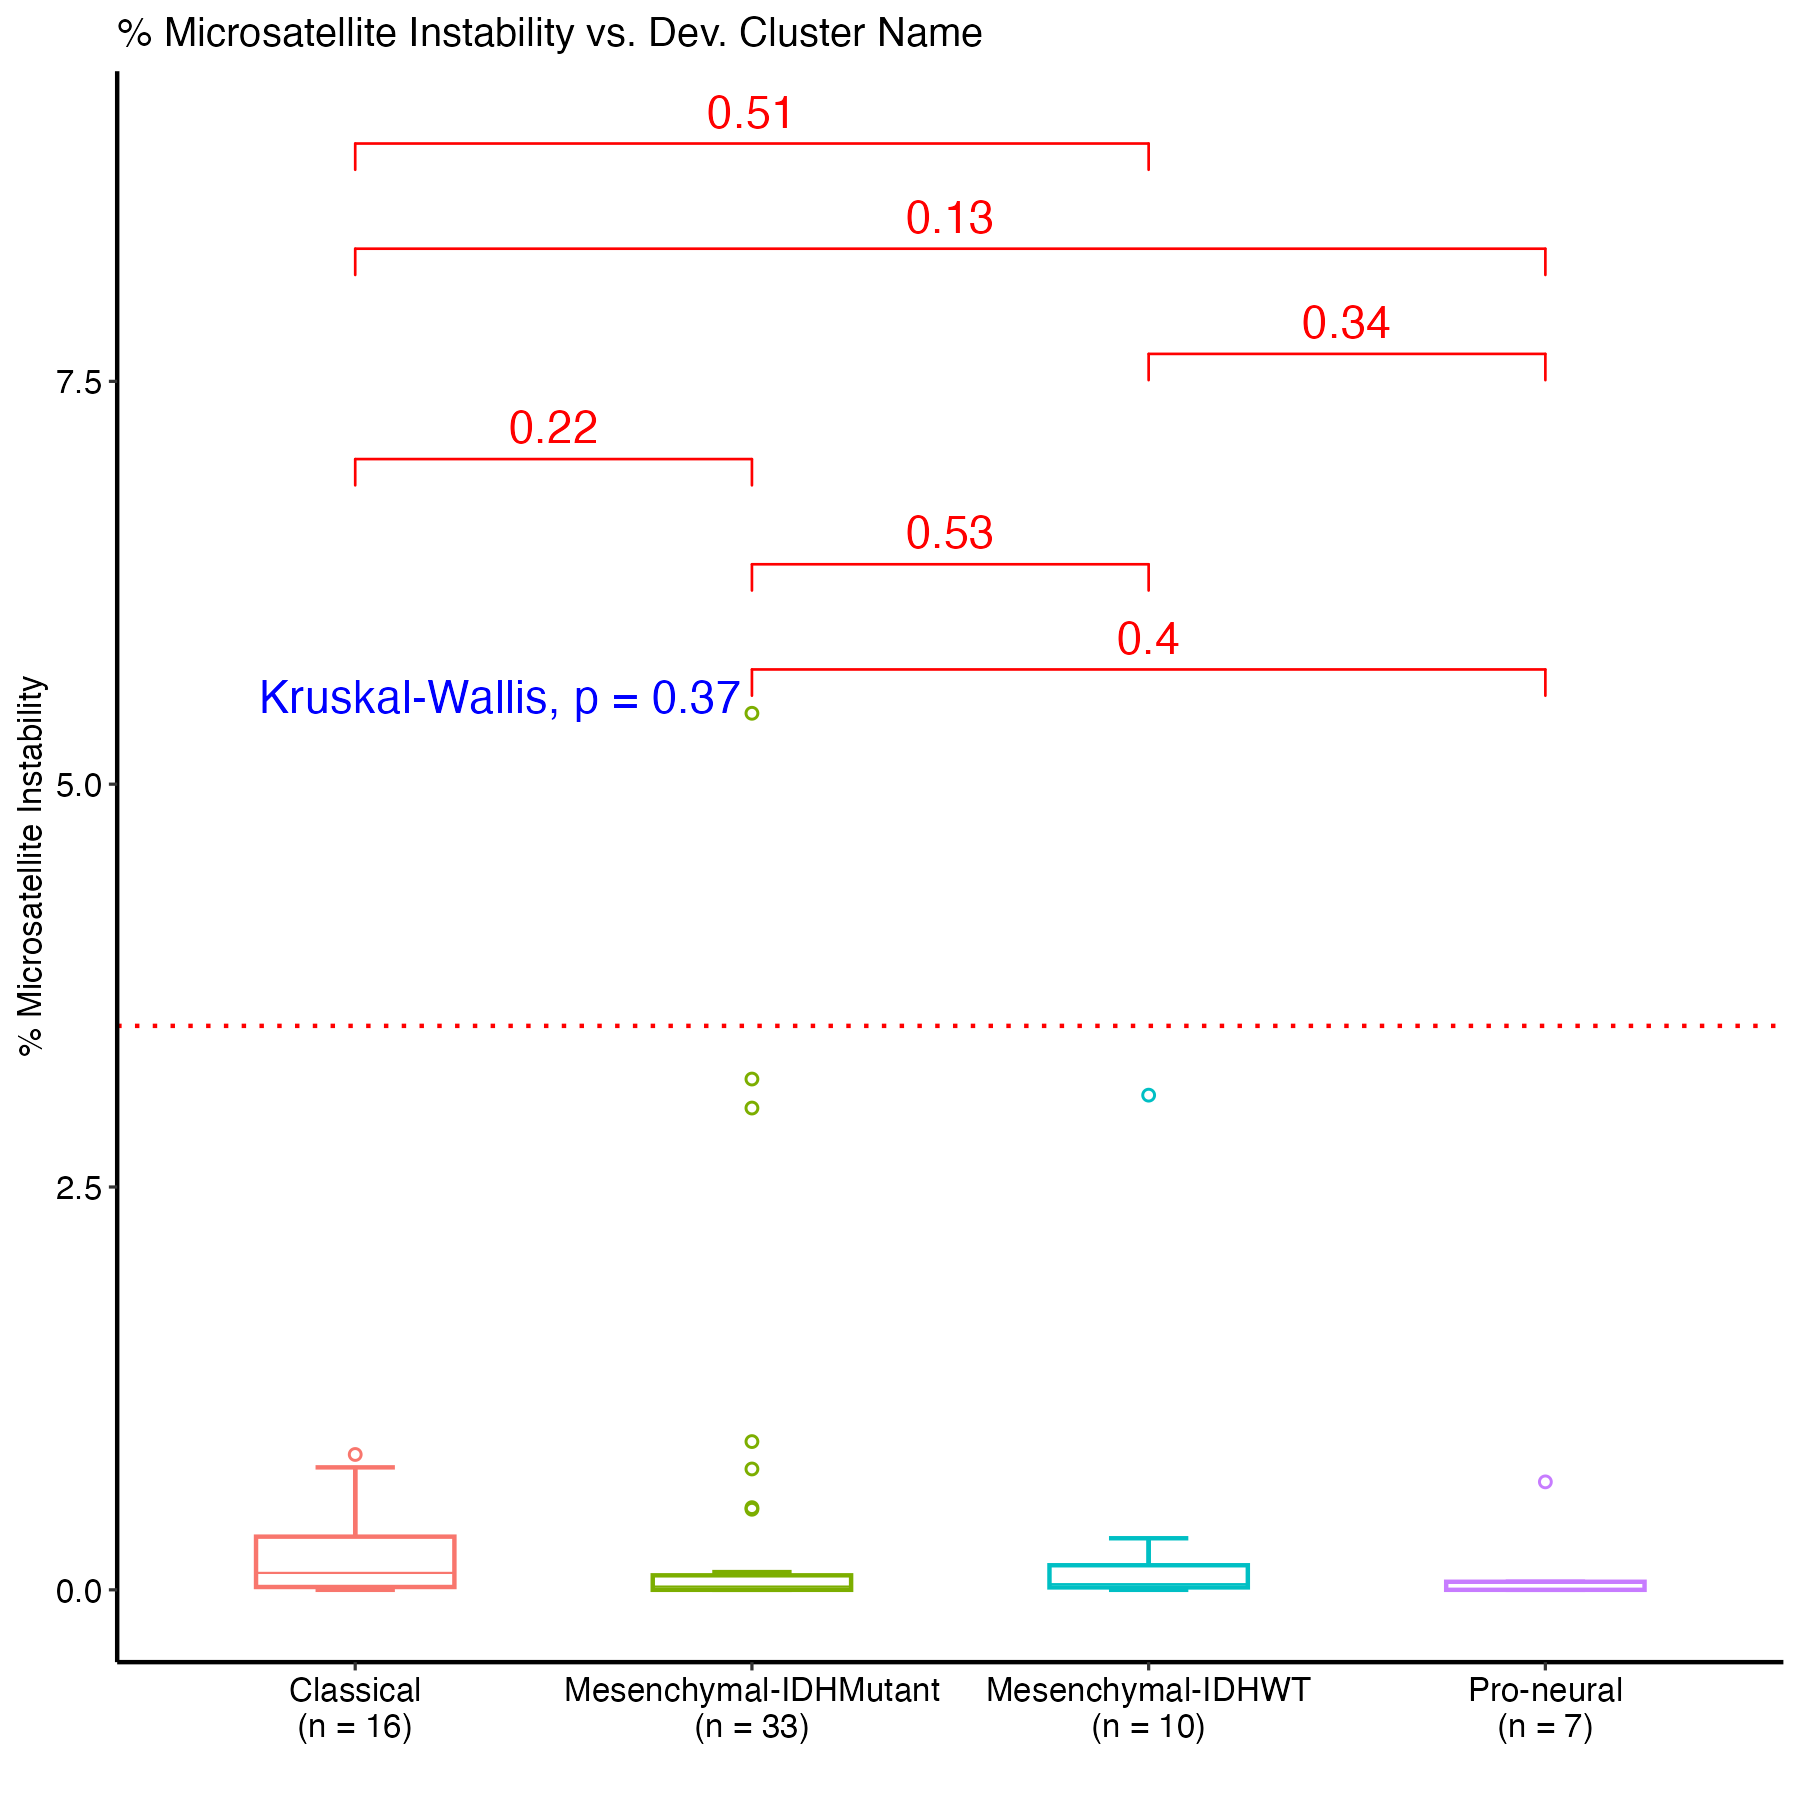 % Microsatellite Instability vs. Dev. Cluster Name
0.51
0.13
0.34
7.5
0.22
0.53
0.4
Kruskal-Wallis, p = 0.37
5.0
% Microsatellite Instability
2.5
0.0
Classical
(n = 16)
Mesenchymal-IDHMutant
(n = 33)
Mesenchymal-IDHWT
(n = 10)
Pro-neural
(n = 7)